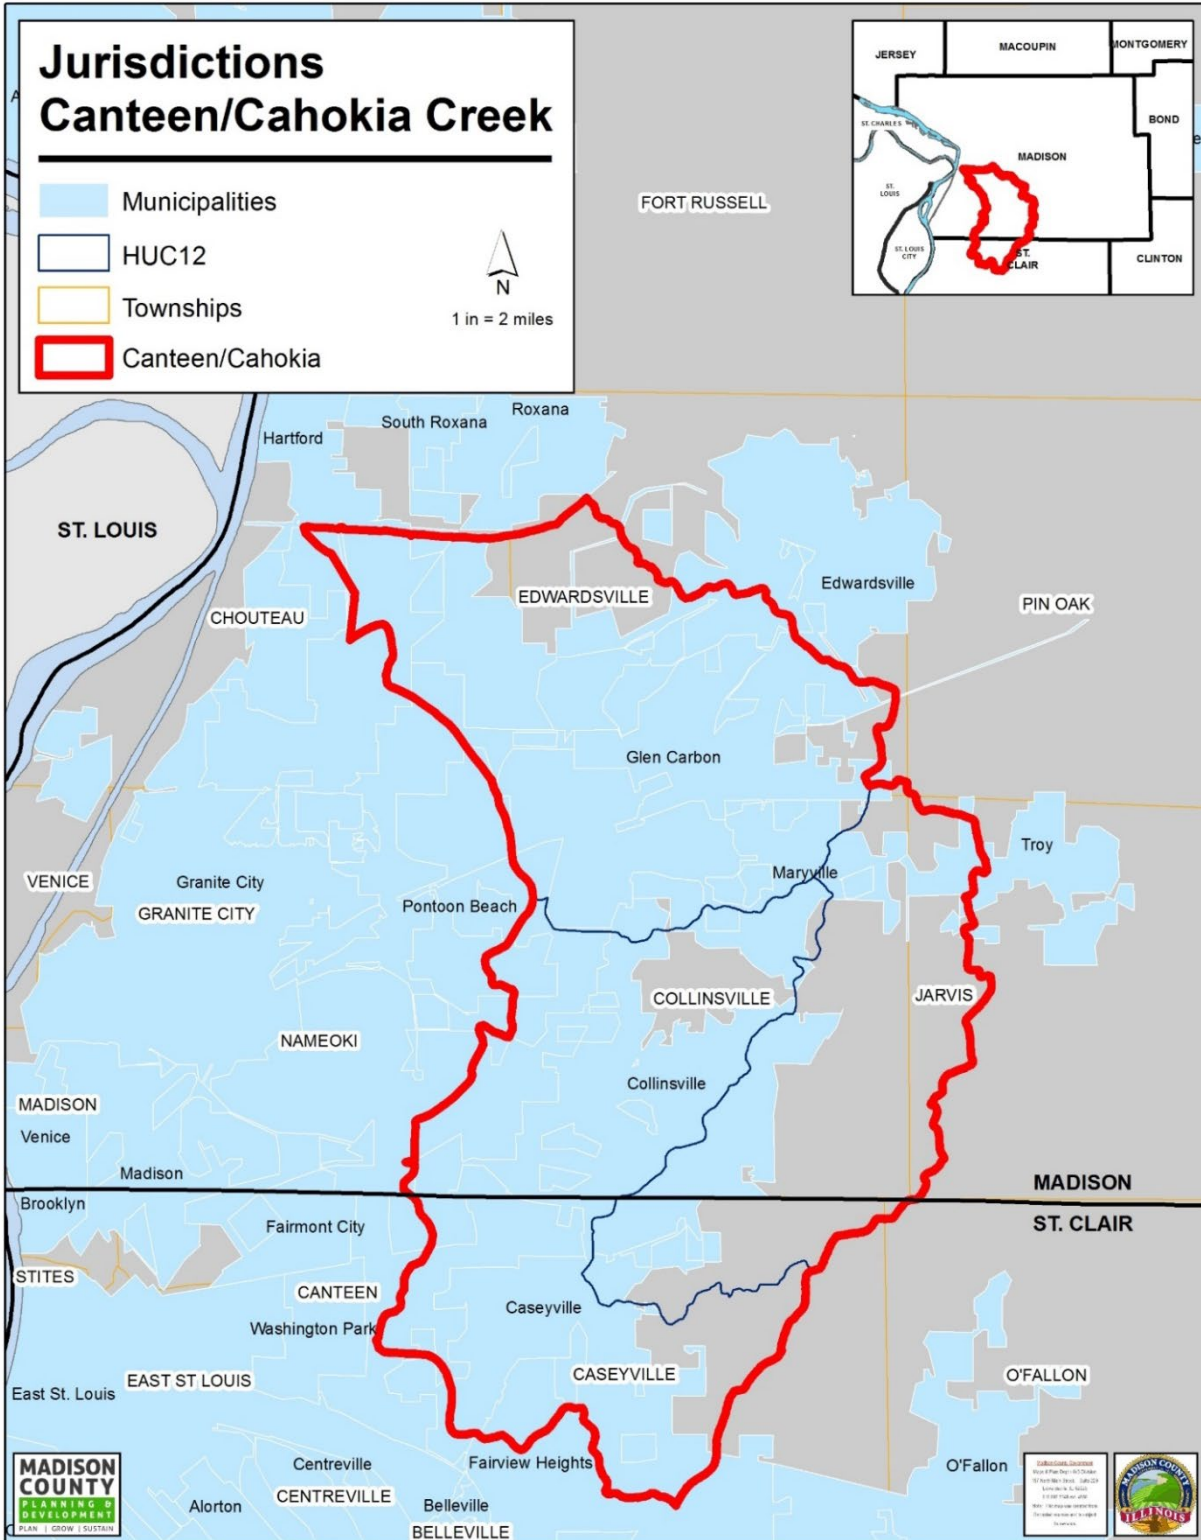 Jurisdictions
Canteen/Cahokia Creek
Municipalities
HUC12
Townships
Canteen/Cahokia
N
1 in = 2 miles
JERSEY
MACOUPIN
MONTGOMERY
ST. CHARLES
BOND
MADISON
ST. LOUIS
ST. LOUIS CITY
ST. CLAIR
CLINTON
FORT RUSSELL
Roxana
South Roxana
Hartford
ST. LOUIS
Edwardsville
EDWARDSVILLE
PIN OAK
CHOUTEAU
Glen Carbon
Troy
Maryville
VENICE
Granite City
GRANITE CITY
Pontoon Beach
COLLINSVILLE
JARVIS
NAMEOKI
Collinsville
MADISON
Venice
Madison
MADISON
Brooklyn
Fairmont City
ST. CLAIR
STITES
CANTEEN
Caseyville
Washington Park
CASEYVILLE
O'FALLON
EAST ST LOUIS
East St. Louis
Centreville
Fairview Heights
O'Fallon
CENTREVILLE
Alorton
Belleville
BELLEVILLE
MADISON
COUNTY
PLANNING &
DEVELOPMENT
PLAN | GROW | SUSTAIN
MADISON COUNTY
ILLINOIS